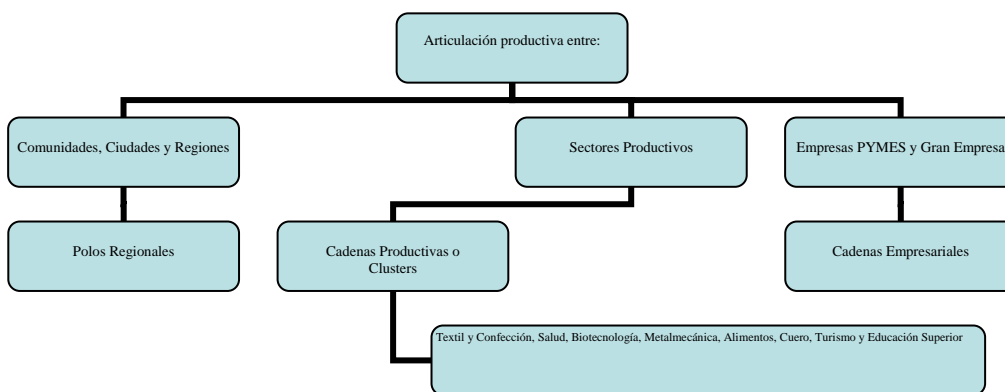 Articulación productiva entre:
Comunidades, Ciudades y Regiones
Sectores Productivos
Empresas PYMES y Gran Empresa
Polos Regionales
Cadenas Productivas o
Clusters
Cadenas Empresariales
Textil y Confección, Salud, Biotecnología, Metalmecánica, Alimentos, Cuero, Turismo y Educación Superior